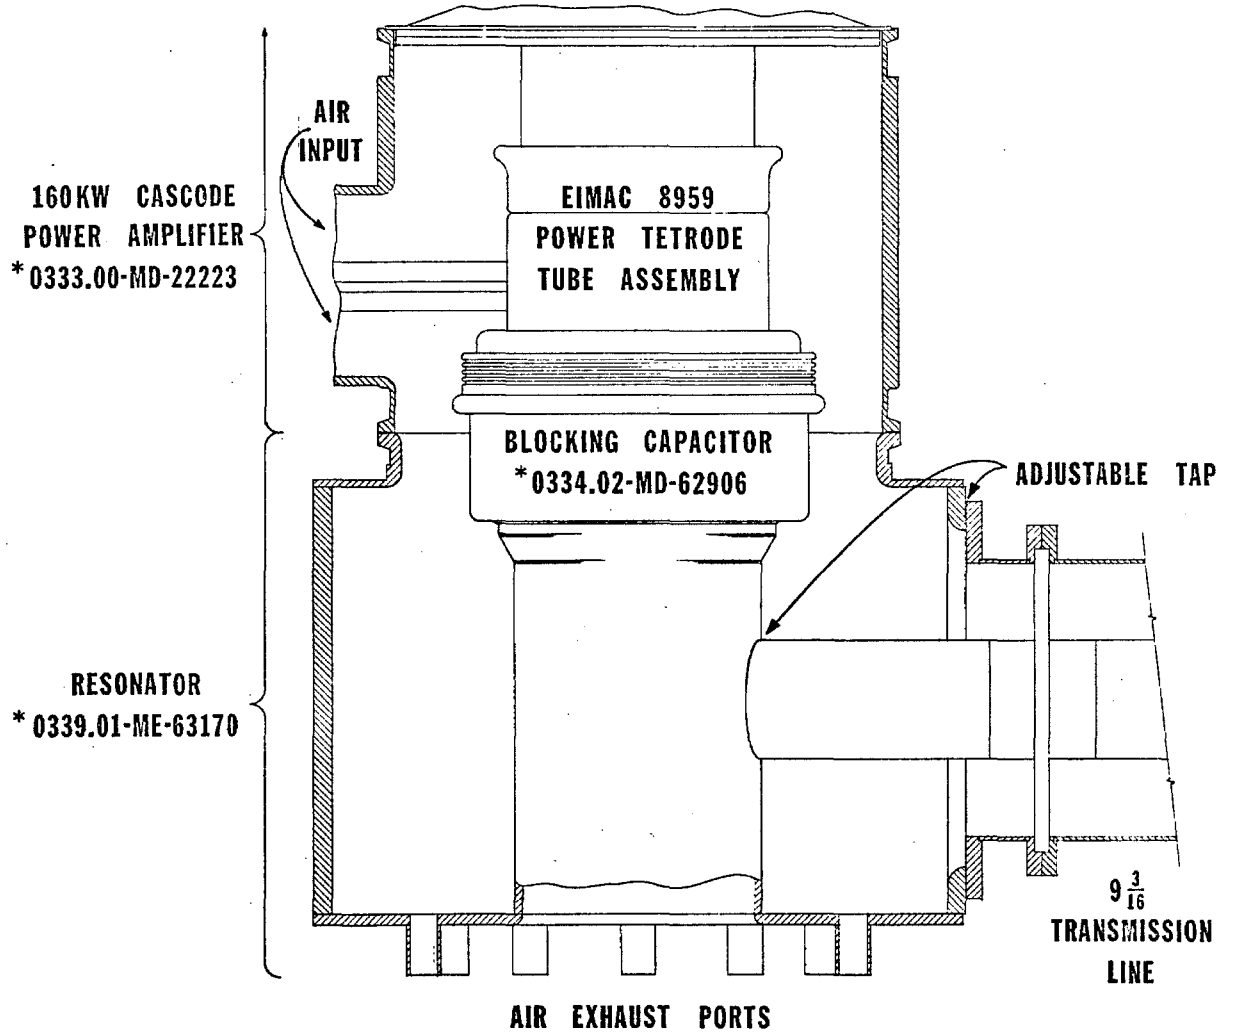 AIR
INPUT
160KW CASCODE
POWER AMPLIFIER
*0333.00-MD-22223
EIMAC 8959
POWER TETRODE
TUBE ASSEMBLY
BLOCKING CAPACITOR
*0334.02-MD-62906
ADJUSTABLE TAP
RESONATOR
*0339.01-ME-63170
9 3/16
TRANSMISSION
LINE
AIR EXHAUST PORTS